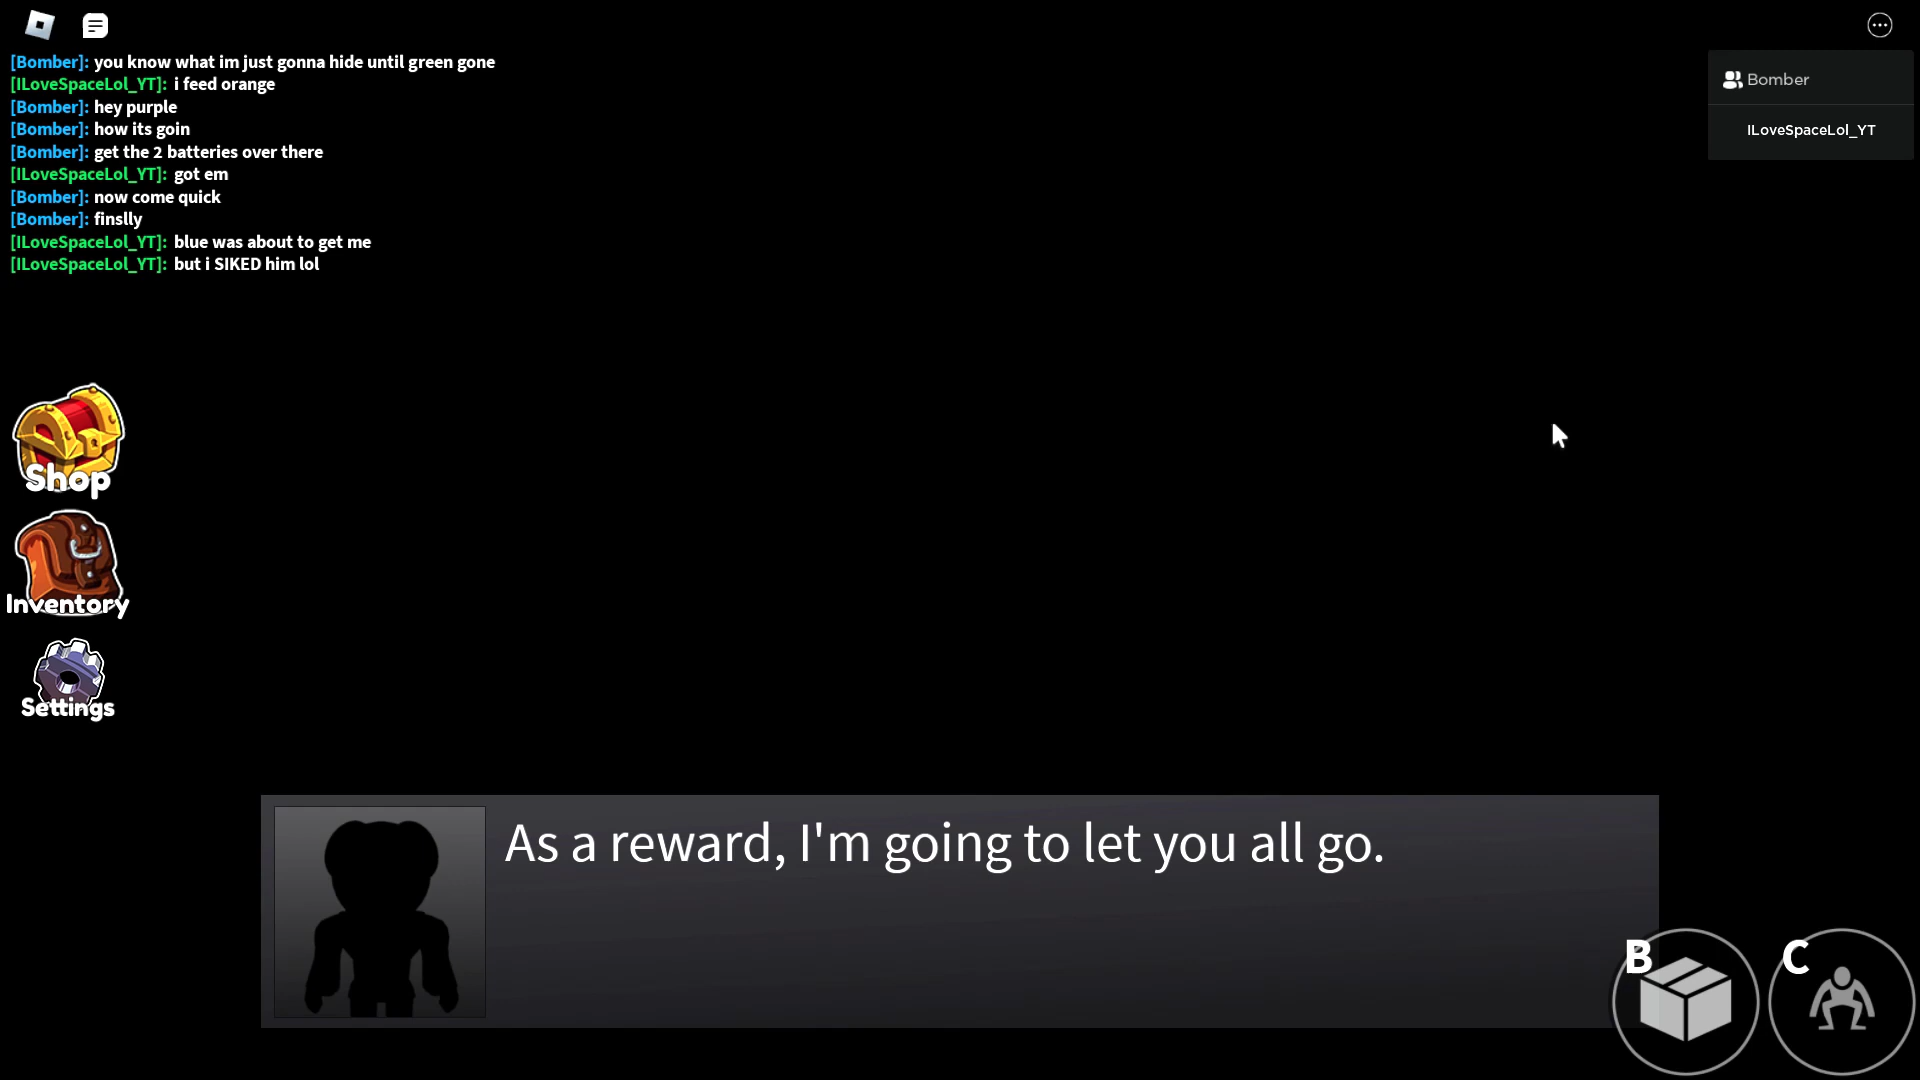 [Bomber]: you know what im just gonna hide until green gone
[ILoveSpaceLol_YT]: i feed orange
[Bomber]: hey purple
[Bomber]: how its goin
[Bomber]: get the 2 batteries over there
[ILoveSpaceLol_YT]: got em
[Bomber]: now come quick
[Bomber]: finslly
[ILoveSpaceLol_YT]: blue was about to get me
[ILoveSpaceLol_YT]: but i SIKED him lol
Bomber
ILoveSpaceLol_YT
Shop
Inventory
Settings
As a reward, I'm going to let you all go.
B
C